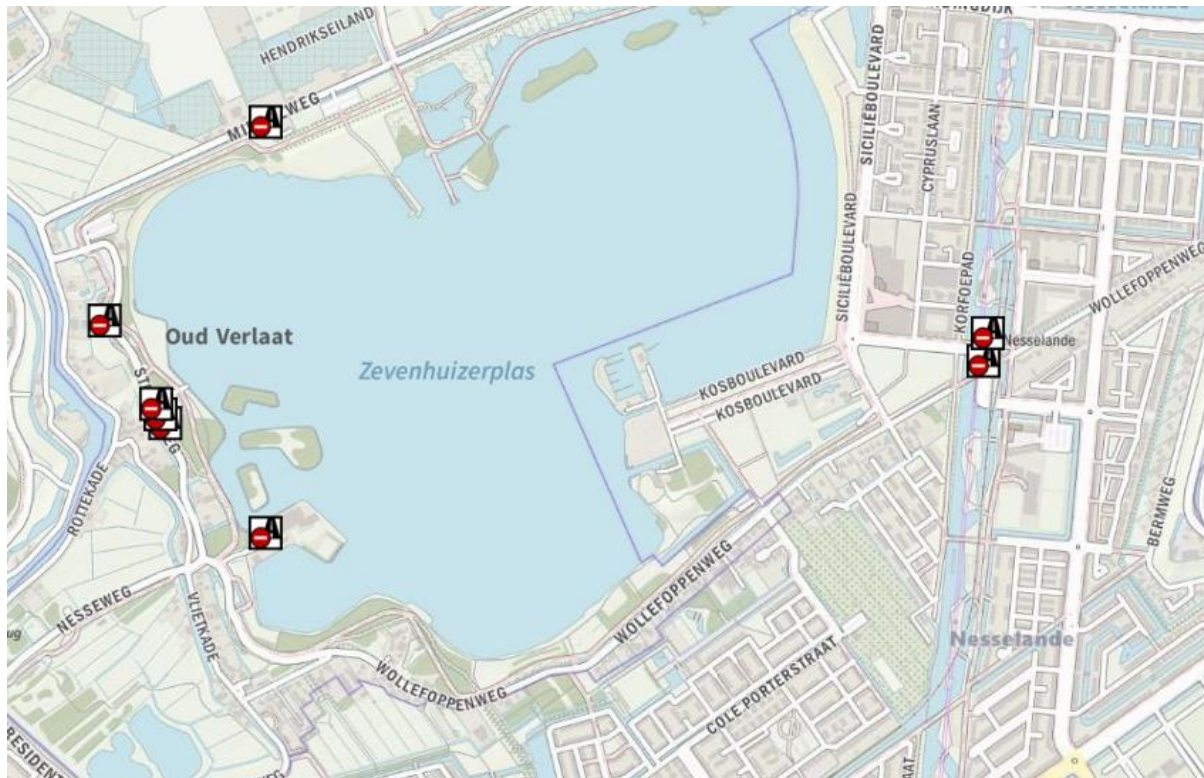 HENDRIKSEILAND
SICILIËBOULEVARD
SICILIËBOULEVARD
SICILIËBOULEVARD
CYPRUSLAAN
KORFOEPAD
WOLLEFOPPENWEG
Nesselande
Oud Verlaat
Zevenhuizerplas
KOSBOULEVARD
KOSBOULEVARD
ROTTEKADE
NESSEWEG
VLIETKADE
WOLLEFOPPENWEG
WOLLEFOPPENWEG
BERMWEG
Nesselande
COLE PORTERSTRAAT